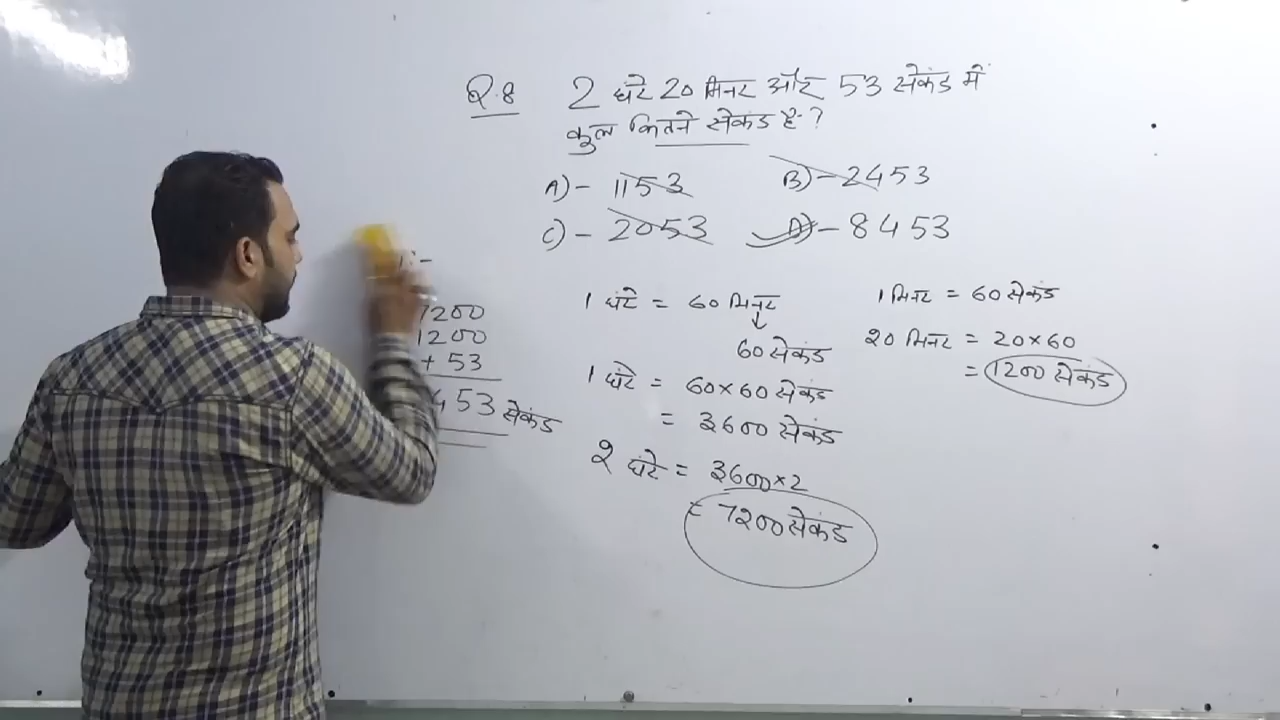 Q.8 2 घंटे 20 मिनट और 53 सेकंड में
कुल कितने सेकंड है?
A)- 1153 B)- 2453
C)- 2053 D)- 8453
1 घंटे = 60 मिनट
↓
60 सेकंड
1 घंटे = 60×60 सेकंड
= 3600 सेकंड
2 घंटे = 3600×2
= 7200 सेकंड
1 मिनट = 60 सेकंड
20 मिनट = 20×60
= 1200 सेकंड
7200
1200
+ 53
453 सेकंड